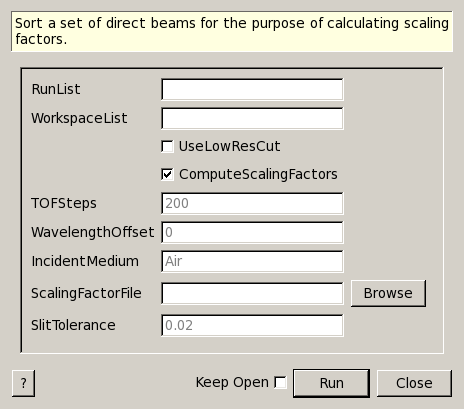 Sort a set of direct beams for the purpose of calculating scaling
factors.
RunList
WorkspaceList
UseLowResCut
ComputeScalingFactors
TOFSteps 200
WavelengthOffset 0
IncidentMedium Air
ScalingFactorFile Browse
SlitTolerance 0.02
? Keep Open Run Close